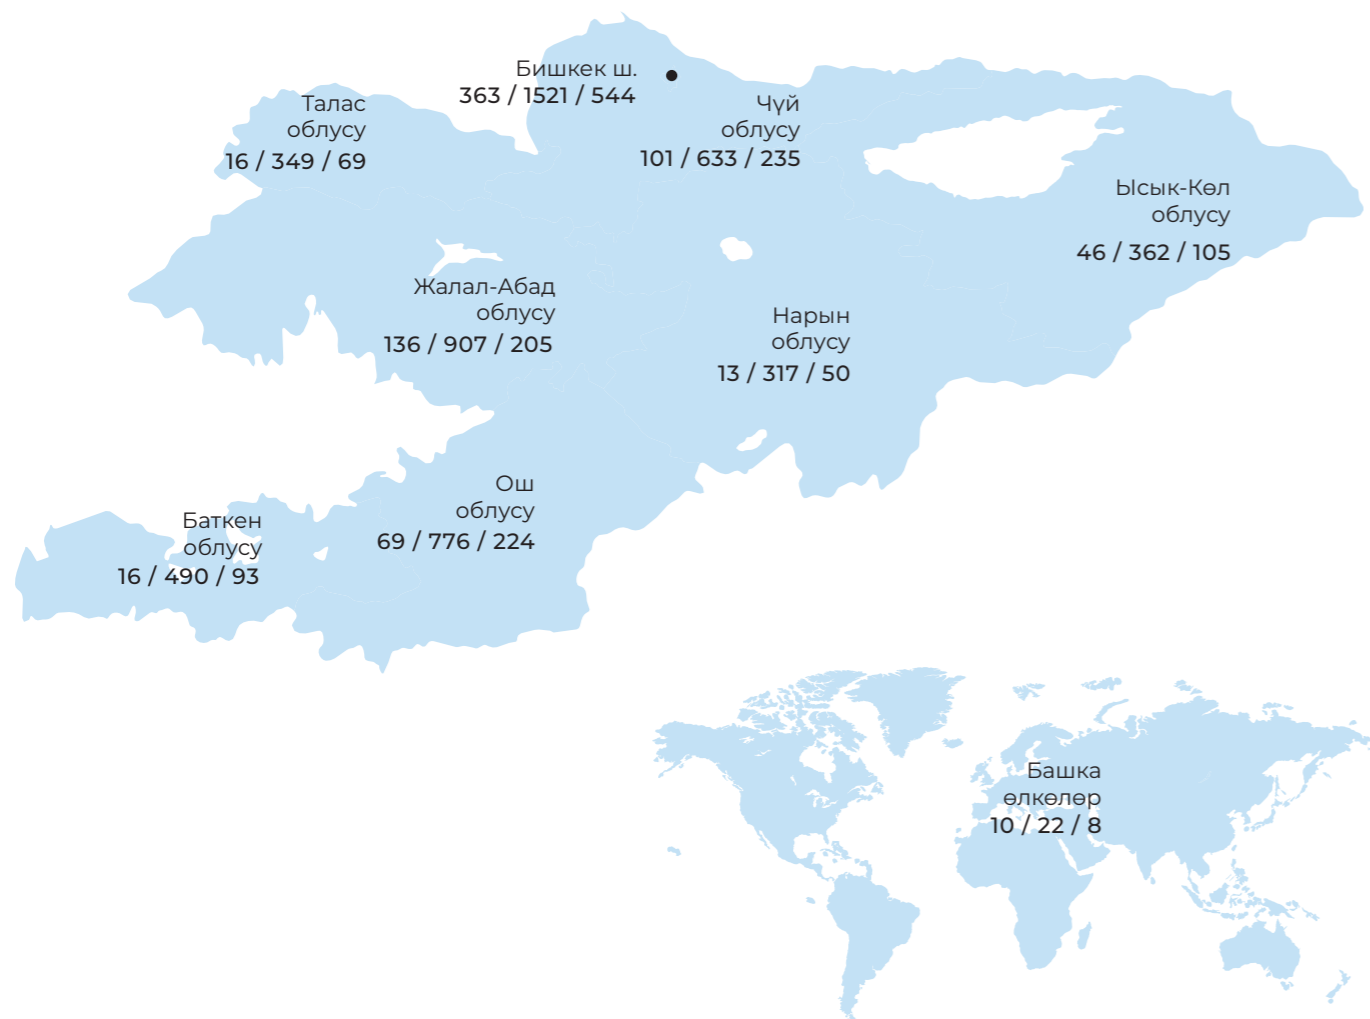 Бишкек ш.
363 / 1521 / 544
Талас
облусу
16 / 349 / 69
Чүй
облусу
101 / 633 / 235
Ысык-Көл
облусу
46 / 362 / 105
Жалал-Абад
облусу
136 / 907 / 205
Нарын
облусу
13 / 317 / 50
Ош
облусу
69 / 776 / 224
Баткен
облусу
16 / 490 / 93
Башка
өлкөлөр
10 / 22 / 8